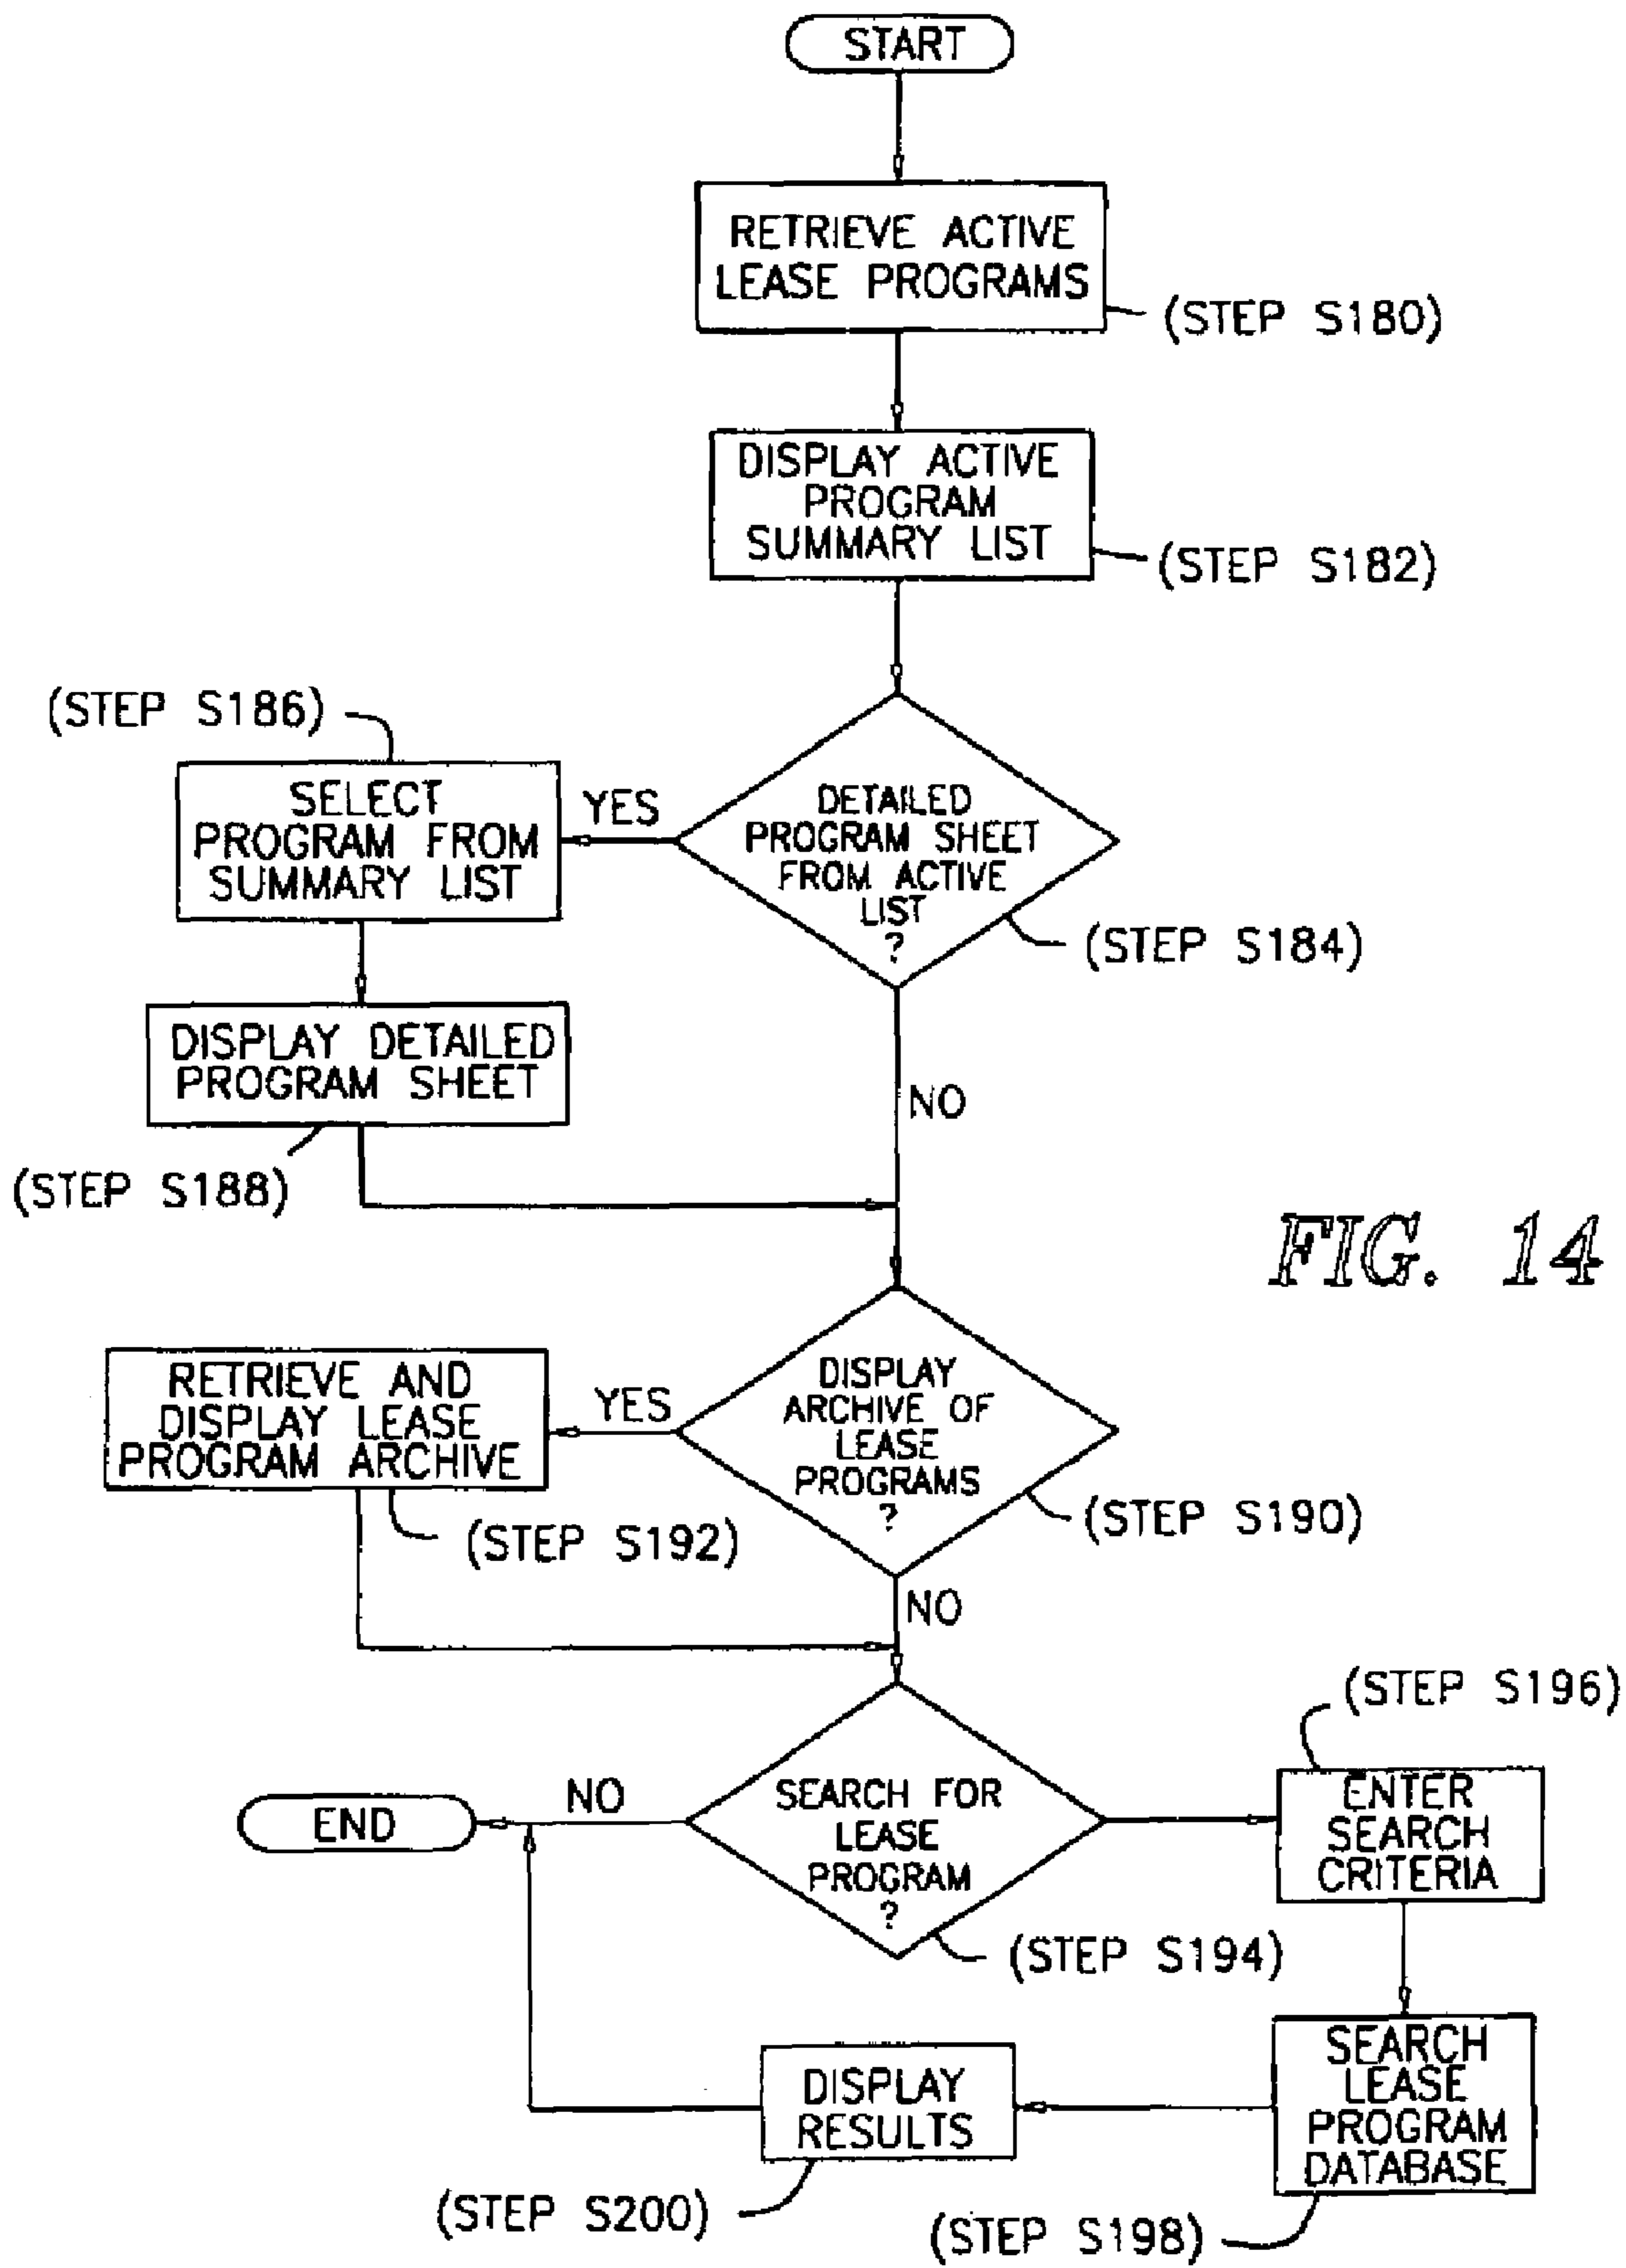 START
RETRIEVE ACTIVE
LEASE PROGRAMS
(STEP S180)
DISPLAY ACTIVE
PROGRAM
SUMMARY LIST
(STEP S182)
(STEP S186)
SELECT
PROGRAM FROM
SUMMARY LIST
YES
DETAILED
PROGRAM SHEET
FROM ACTIVE
LIST
?
(STEP S184)
DISPLAY DETAILED
PROGRAM SHEET
NO
(STEP S188)
FIG. 14
RETRIEVE AND
DISPLAY LEASE
PROGRAM ARCHIVE
YES
DISPLAY
ARCHIVE OF
LEASE
PROGRAMS
?
(STEP S190)
(STEP S192)
NO
(STEP S196)
END
NO
SEARCH FOR
LEASE
PROGRAM
?
ENTER
SEARCH
CRITERIA
(STEP S194)
SEARCH
LEASE
PROGRAM
DATABASE
DISPLAY
RESULTS
(STEP S200)
(STEP S198)